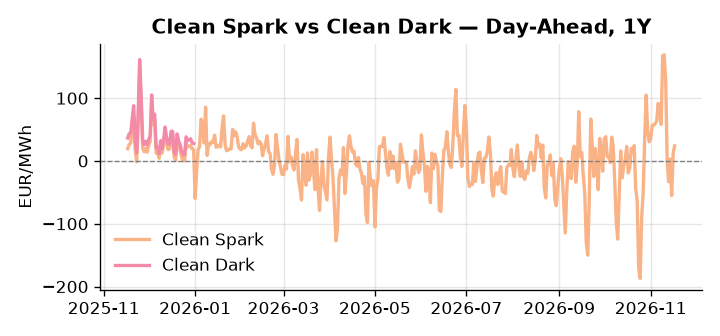 Clean Spark vs Clean Dark — Day-Ahead, 1Y
EUR/MWh
100
0
−100
−200
Clean Spark
Clean Dark
2025-11 2026-01 2026-03 2026-05 2026-07 2026-09 2026-11